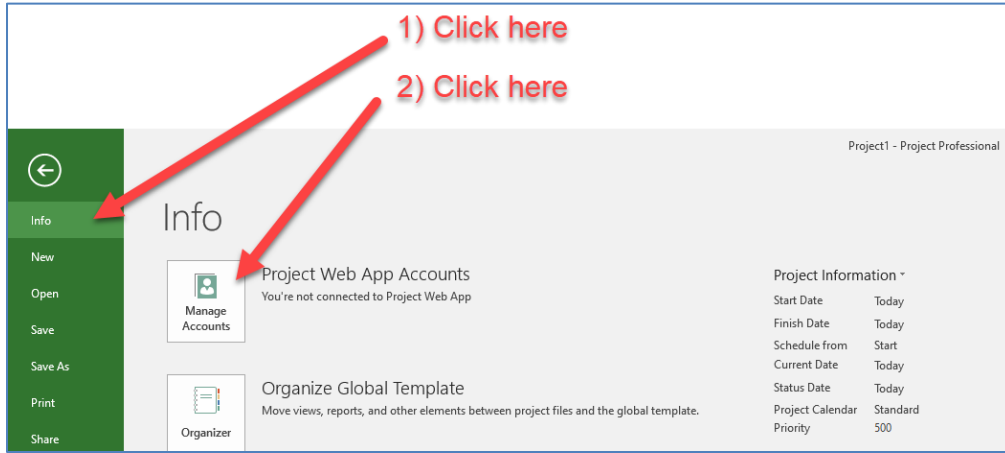 1) Click here
2) Click here
Project1 - Project Professional
Info
New
Open
Save
Save As
Print
Share
Info
Manage
Accounts
Project Web App Accounts
You're not connected to Project Web App
Organizer
Organize Global Template
Move views, reports, and other elements between project files and the global template.
Project Information
Start Date Today
Finish Date Today
Schedule from Start
Current Date Today
Status Date Today
Project Calendar Standard
Priority 500